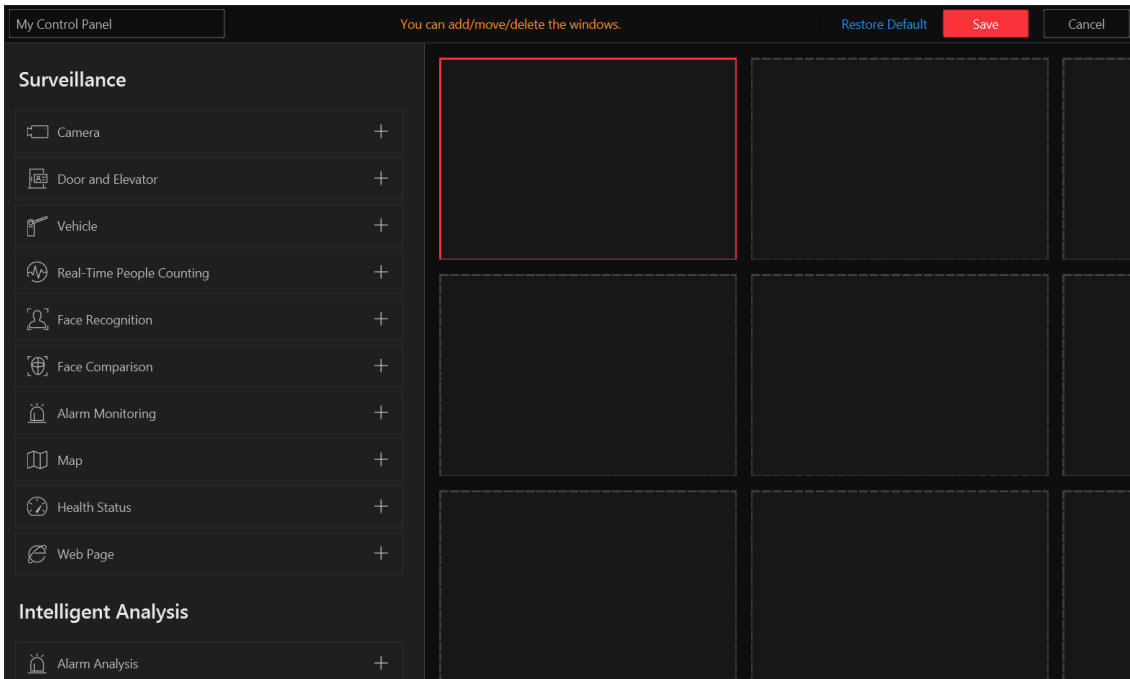 My Control Panel
You can add/move/delete the windows.
Restore Default
Save
Cancel
Surveillance
Camera
Door and Elevator
Vehicle
Real-Time People Counting
Face Recognition
Face Comparison
Alarm Monitoring
Map
Health Status
Web Page
Intelligent Analysis
Alarm Analysis